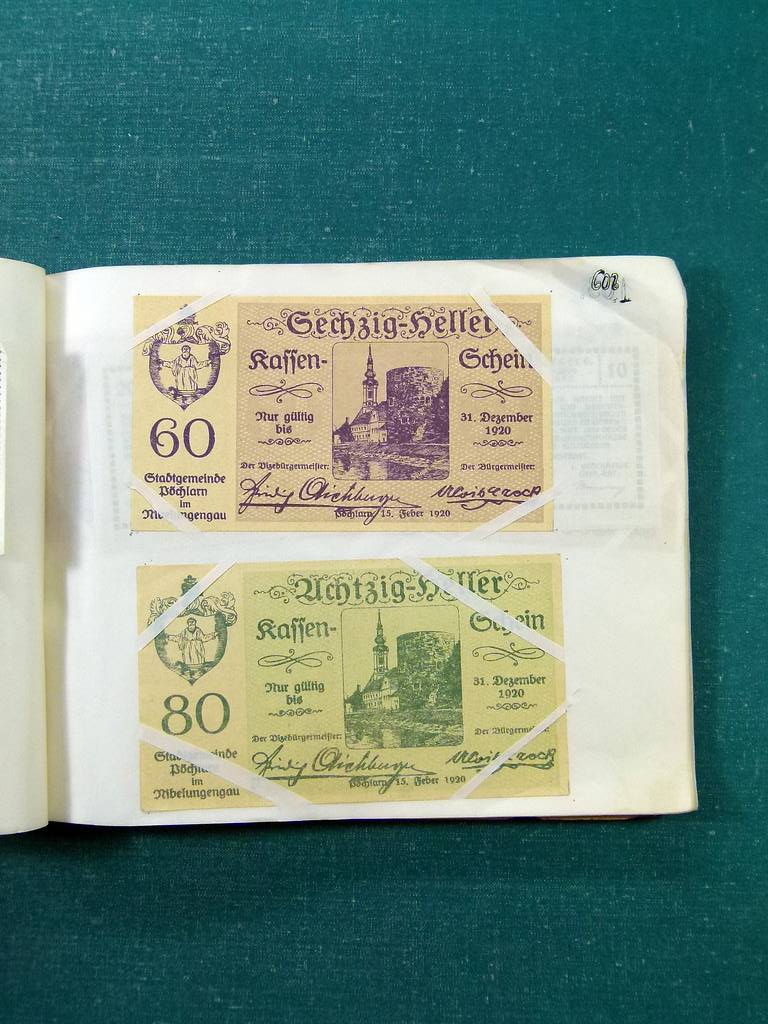 60
Stadtgemeinde
Pöchlarn
im
Nibelungengau
Sechzig-Heller
Kassen- Schein
Nur gültig 31. Dezember
bis 1920
Der Vizebürgermeister: Der Bürgermeister:
Pöchlarn, 15. Feber 1920
80
Stadtgemeinde
Pöchlarn
im
Nibelungengau
Achtzig-Heller
Kassen- Schein
Nur gültig 31. Dezember
bis 1920
Der Vizebürgermeister: Der Bürgermeister:
Pöchlarn, 15. Feber 1920